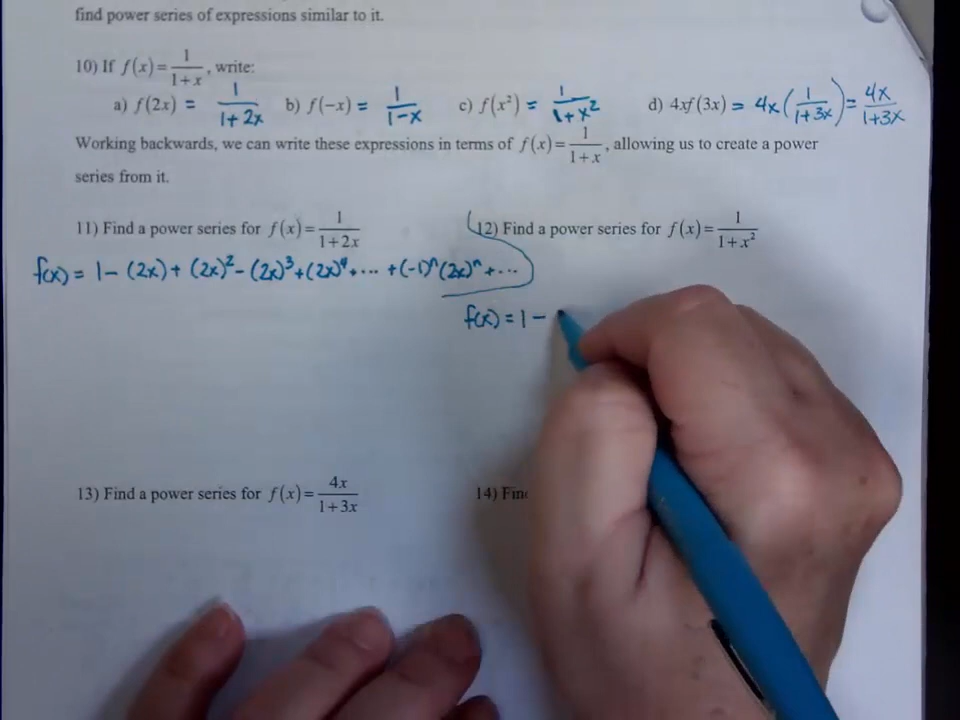 find power series of expressions similar to it.
10) If f(x) = 1/(1+x), write:
a) f(2x) = 1/(1+2x) b) f(-x) = 1/(1-x) c) f(x²) = 1/(1+x²) d) 4xf(3x) = 4x(1/(1+3x)) = 4x/(1+3x)
Working backwards, we can write these expressions in terms of f(x) = 1/(1+x), allowing us to create a power
series from it.
11) Find a power series for f(x) = 1/(1+2x)
f(x) = 1 - (2x) + (2x)² - (2x)³ + (2x)⁴ + ⋯ + (-1)ⁿ(2x)ⁿ + ⋯
12) Find a power series for f(x) = 1/(1+x²)
f(x) = 1 -
13) Find a power series for f(x) = 4x/(1+3x)
14)